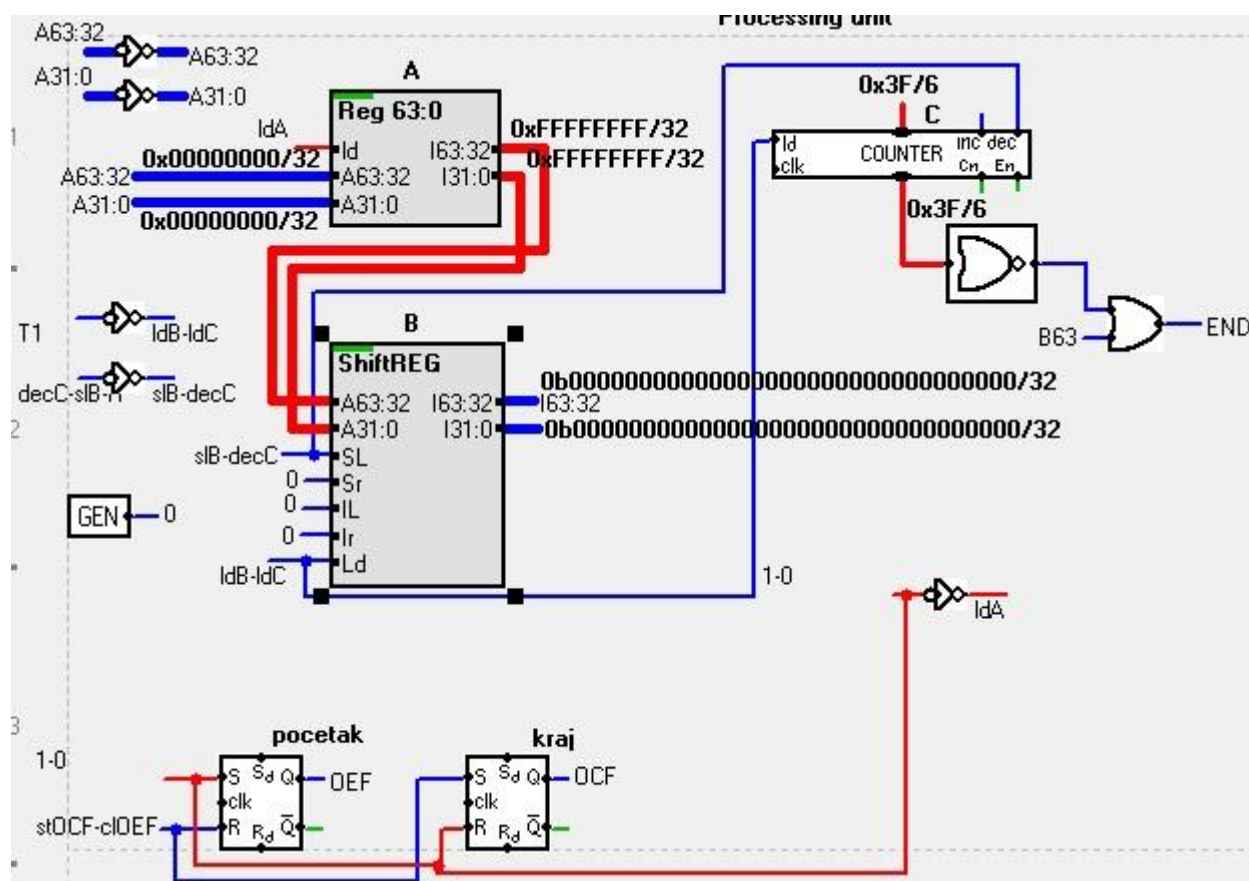 Processing unit
A63:32
A63:32
A31:0
A31:0
A
Reg 63:0
ldA
ld
I63:32
0xFFFFFFFF/32
0x00000000/32
0xFFFFFFFF/32
A63:32
A63:32
I31:0
A31:0
A31:0
0x00000000/32
0x3F/6
C
ld
clk
COUNTER
inc
dec
Cn
En
0x3F/6
1
T1
ldB-ldC
decC-slB-
slB-decC
B
ShiftREG
A63:32
I63:32
0b00000000000000000000000000000000/32
I63:32
A31:0
I31:0
0b00000000000000000000000000000000/32
B63
END
2
slB-decC
SL
0
Sr
0
IL
0
Ir
ldB-ldC
Ld
GEN
0
1-0
ldA
3
1-0
pocetak
S
Sd
Q
OEF
clk
stOCF-clOEF
R
Rd
Q
kraj
S
Sd
Q
OCF
clk
R
Rd
Q